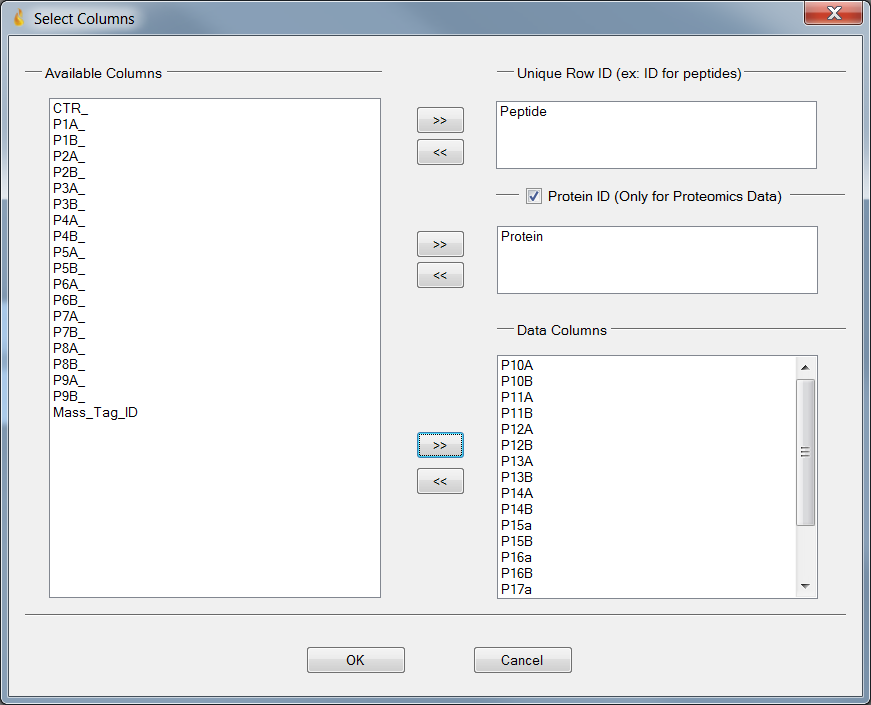 Select Columns
Available Columns
CTR_
P1A_
P1B_
P2A_
P2B_
P3A_
P3B_
P4A_
P4B_
P5A_
P5B_
P6A_
P6B_
P7A_
P7B_
P8A_
P8B_
P9A_
P9B_
Mass_Tag_ID
>>
<<
>>
<<
>>
<<
Unique Row ID (ex: ID for peptides)
Peptide
Protein ID (Only for Proteomics Data)
Protein
Data Columns
P10A
P10B
P11A
P11B
P12A
P12B
P13A
P13B
P14A
P14B
P15a
P15B
P16a
P16B
P17a
OK
Cancel